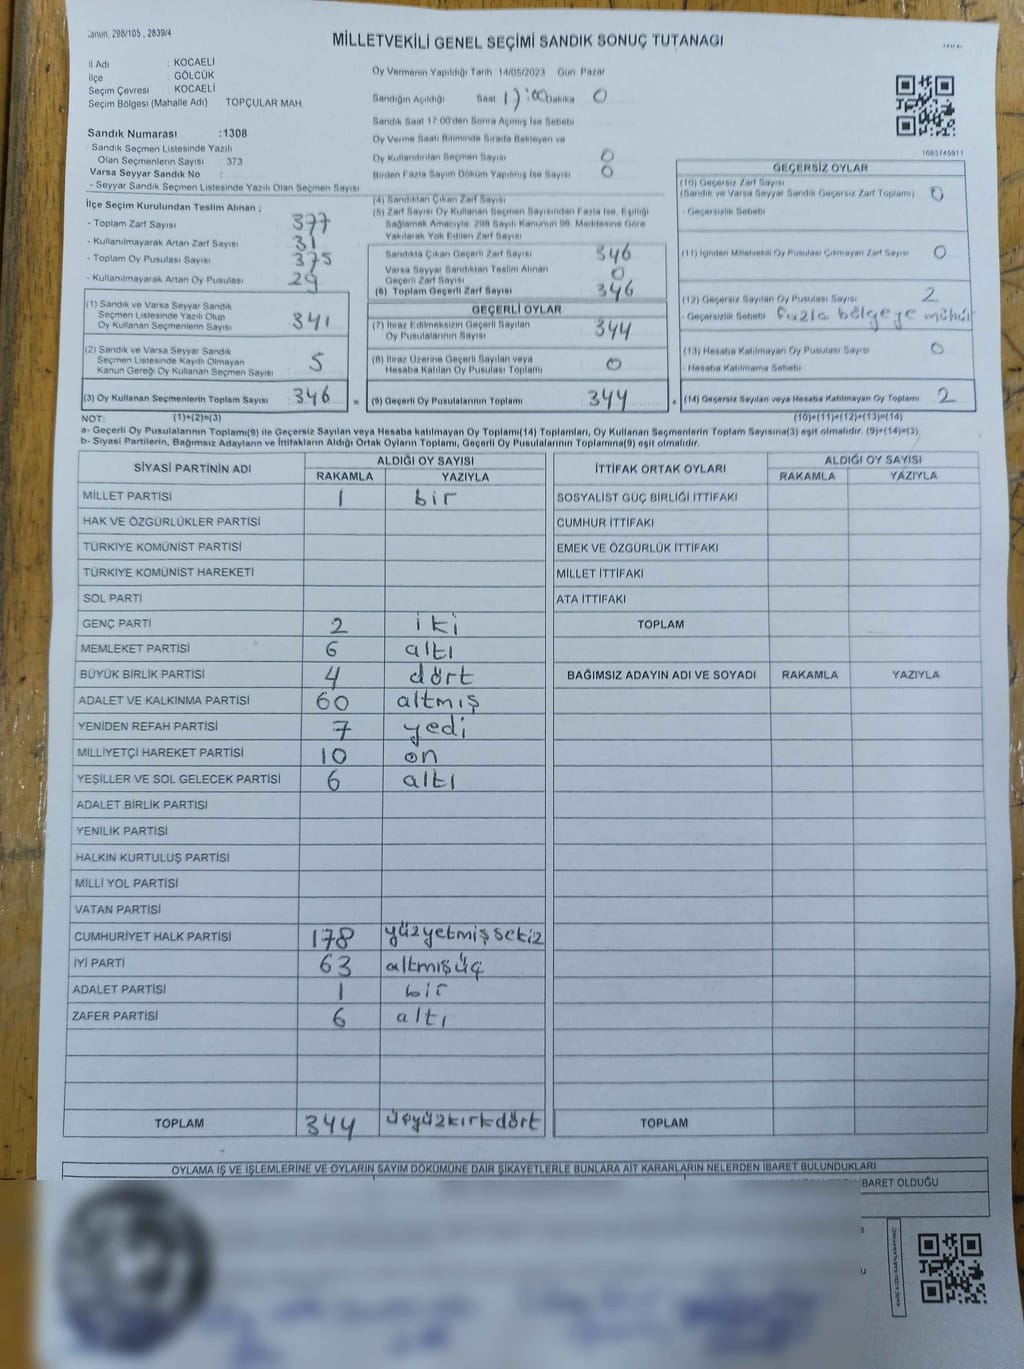 Kanun, 298/105 , 2839/4
MİLLETVEKİLİ GENEL SEÇİMİ SANDIK SONUÇ TUTANAĞI
İl Adı : KOCAELİ
İlçe : GÖLCÜK
Seçim Çevresi : KOCAELİ
Seçim Bölgesi (Mahalle Adı) TOPÇULAR MAH.
Sandık Numarası :1308
Sandık Seçmen Listesinde Yazılı
Olan Seçmenlerin Sayısı : 373
Varsa Seyyar Sandık No :
- Seyyar Sandık Seçmen Listesinde Yazılı Olan Seçmen Sayısı
Oy Vermenin Yapıldığı Tarih 14/05/2023 Gün Pazar
Sandığın Açıldığı Saat 17:00 Dakika 0
Sandık Saat 17:00'den Sonra Açılmış İse Sebebi
Oy Verme Saati Bitiminde Sırada Bekleyen ve
Oy Kullandırılan Seçmen Sayısı 0
Birden Fazla Sayım Döküm Yapılmış İse Sayısı 0
1663745911
İlçe Seçim Kurulundan Teslim Alınan ;
- Toplam Zarf Sayısı 377
- Kullanılmayarak Artan Zarf Sayısı 31
- Toplam Oy Pusulası Sayısı 375
- Kullanılmayarak Artan Oy Pusulası 29
(1) Sandık ve Varsa Seyyar Sandık
Seçmen Listesinde Yazılı Olup
Oy Kullanan Seçmenlerin Sayısı 341
(2) Sandık ve Varsa Seyyar Sandık
Seçmen Listesinde Kayıtlı Olmayan
Kanun Gereği Oy Kullanan Seçmen Sayısı 5
(3) Oy Kullanan Seçmenlerin Toplam Sayısı 346 =
(1)+(2)=(3)
(4) Sandıktan Çıkan Zarf Sayısı
(5) Zarf Sayısı Oy Kullanan Seçmen Sayısından Fazla İse, Eşitliği
Sağlamak Amacıyla, 298 Sayılı Kanunun 98. Maddesine Göre
Yakılarak Yok Edilen Zarf Sayısı
Sandıkta Çıkan Geçerli Zarf Sayısı 346
Varsa Seyyar Sandıktan Teslim Alınan
Geçerli Zarf Sayısı 0
(6) Toplam Geçerli Zarf Sayısı 346
GEÇERLİ OYLAR
(7) İtiraz Edilmeksizin Geçerli Sayılan
Oy Pusulalarının Sayısı 344
(8) İtiraz Üzerine Geçerli Sayılan veya
Hesaba Katılan Oy Pusulası Toplamı 0
(9) Geçerli Oy Pusulalarının Toplamı 344 +
GEÇERSİZ OYLAR
(10) Geçersiz Zarf Sayısı
(Sandık ve Varsa Seyyar Sandık Geçersiz Zarf Toplamı) 0
- Geçersizlik Sebebi
(11) İçinden Milletvekili Oy Pusulası Çıkmayan Zarf Sayısı 0
(12) Geçersiz Sayılan Oy Pusulası Sayısı 2
- Geçersizlik Sebebi fazla bölgeye mühür
(13) Hesaba Katılmayan Oy Pusulası Sayısı 0
- Hesaba Katılmama Sebebi
(14) Geçersiz Sayılan veya Hesaba Katılmayan Oy Toplamı 2
(10)+(11)+(12)+(13)=(14)
NOT:
a- Geçerli Oy Pusulalarının Toplamı(9) ile Geçersiz Sayılan veya Hesaba katılmayan Oy Toplamı(14) Toplamları, Oy Kullanan Seçmenlerin Toplam Sayısına(3) eşit olmalıdır. (9)+(14)=(3)
b- Siyasi Partilerin, Bağımsız Adayların ve İttifakların Aldığı Ortak Oyların Toplamı, Geçerli Oy Pusulalarının Toplamına(9) eşit olmalıdır.
SİYASİ PARTİNİN ADI ALDIĞI OY SAYISI
RAKAMLA YAZIYLA
MİLLET PARTİSİ 1 bir
HAK VE ÖZGÜRLÜKLER PARTİSİ
TÜRKİYE KOMÜNİST PARTİSİ
TÜRKİYE KOMÜNİST HAREKETİ
SOL PARTİ
GENÇ PARTİ 2 iki
MEMLEKET PARTİSİ 6 altı
BÜYÜK BİRLİK PARTİSİ 4 dört
ADALET VE KALKINMA PARTİSİ 60 altmış
YENİDEN REFAH PARTİSİ 7 yedi
MİLLİYETÇİ HAREKET PARTİSİ 10 on
YEŞİLLER VE SOL GELECEK PARTİSİ 6 altı
ADALET BİRLİK PARTİSİ
YENİLİK PARTİSİ
HALKIN KURTULUŞ PARTİSİ
MİLLİ YOL PARTİSİ
VATAN PARTİSİ
CUMHURİYET HALK PARTİSİ 178 yüzyetmişsekiz
İYİ PARTİ 63 altmışüç
ADALET PARTİSİ 1 bir
ZAFER PARTİSİ 6 altı
TOPLAM 344 üçyüzkırkdört
İTTİFAK ORTAK OYLARI ALDIĞI OY SAYISI
RAKAMLA YAZIYLA
SOSYALİST GÜÇ BİRLİĞİ İTTİFAKI
CUMHUR İTTİFAKI
EMEK VE ÖZGÜRLÜK İTTİFAKI
MİLLET İTTİFAKI
ATA İTTİFAKI
TOPLAM
BAĞIMSIZ ADAYIN ADI VE SOYADI RAKAMLA YAZIYLA
TOPLAM
OYLAMA İŞ VE İŞLEMLERİNE VE OYLARIN SAYIM DÖKÜMÜNE DAİR ŞİKAYETLERLE BUNLARA AİT KARARLARIN NELERDEN İBARET BULUNDUKLARI
İBARET OLDUĞU